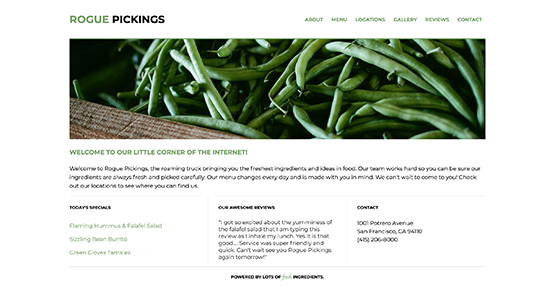 ROGUE PICKINGS
ABOUT MENU LOCATIONS GALLERY REVIEWS CONTACT
WELCOME TO OUR LITTLE CORNER OF THE INTERNET!
Welcome to Rogue Pickings, the roaming truck bringing you the freshest ingredients and ideas in food. Our team works hard so you can be sure our
ingredients are always fresh and picked carefully. Our menu changes every day and is made with you in mind. We can't wait to come to you! Check
out our locations to see where you can find us.
TODAY'S SPECIALS
Flaming Hummus & Falafel Salad
Sizzling Bean Burrito
Green Gloves Tamales
OUR AWESOME REVIEWS
"I got so excited about the yumminess of
the falafel salad that I am typing this
review as I inhale my lunch. Yes it is that
good.... Service was super friendly and
quick. Can't wait see you Rogue Pickings
again tomorrow!"
CONTACT
1001 Potrero Avenue
San Francisco, CA 94110
(415) 206-8000
POWERED BY LOTS OF fresh INGREDIENTS.